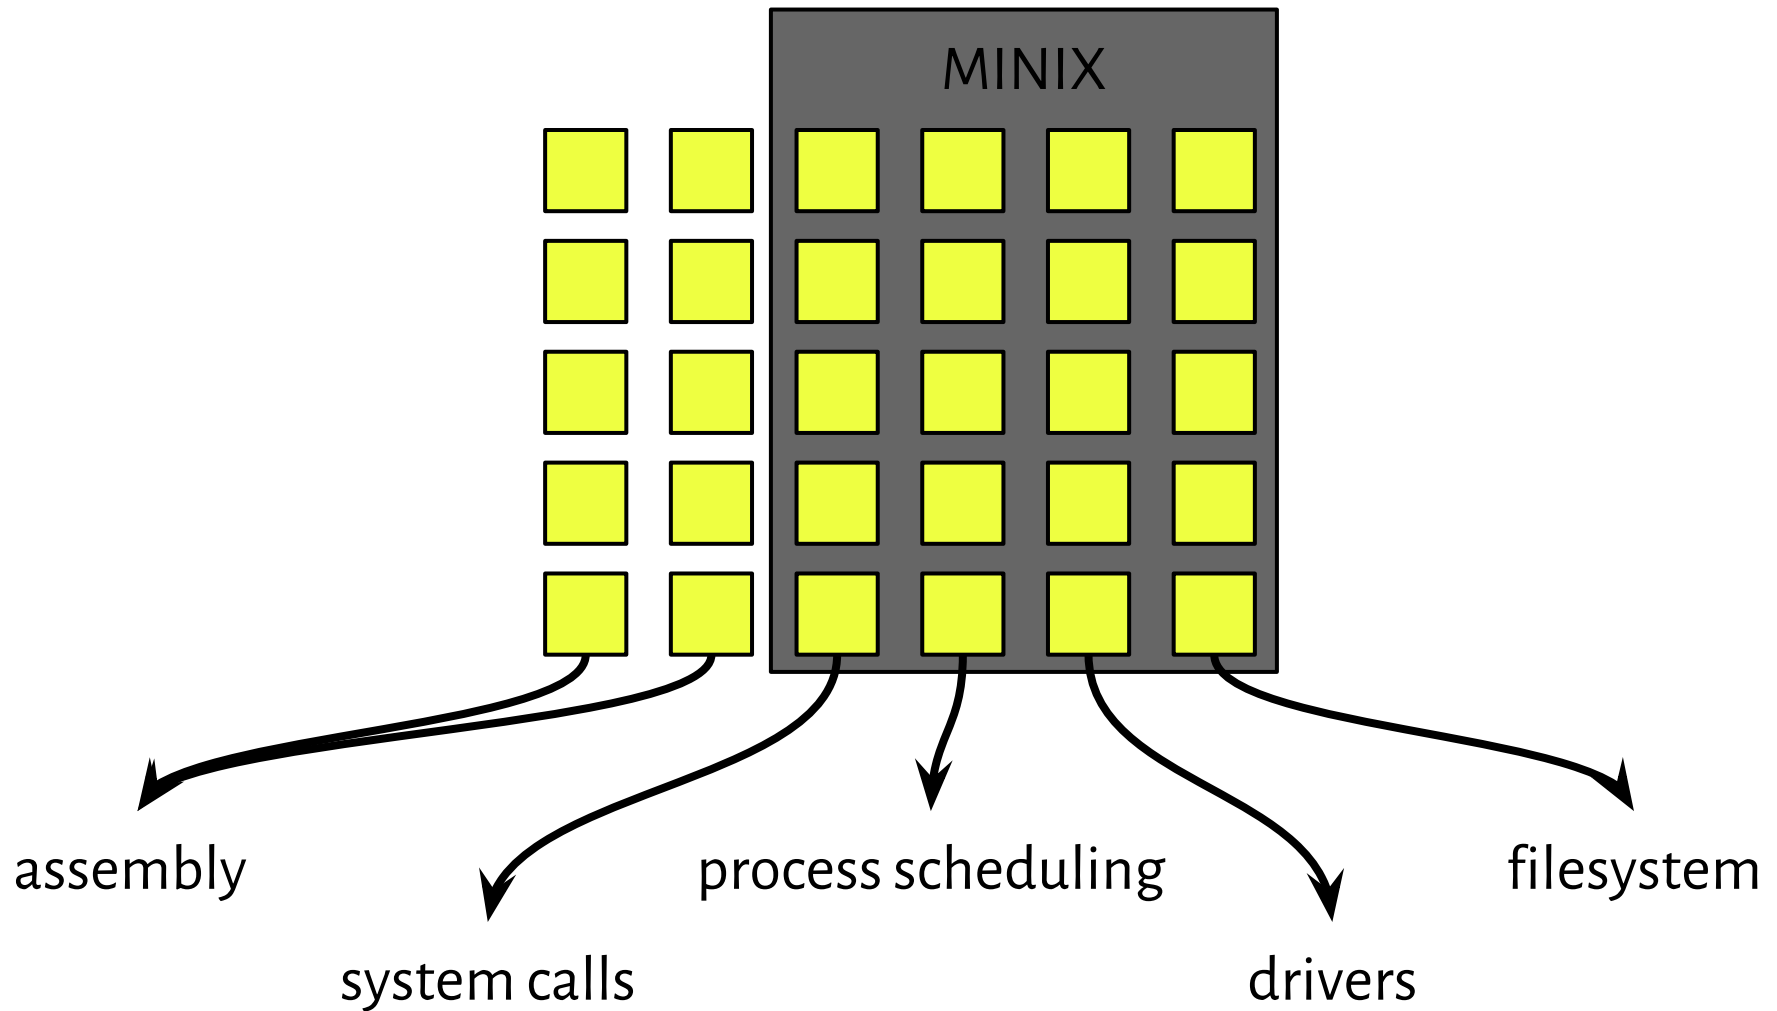 MINIX
assembly
process scheduling
filesystem
system calls
drivers